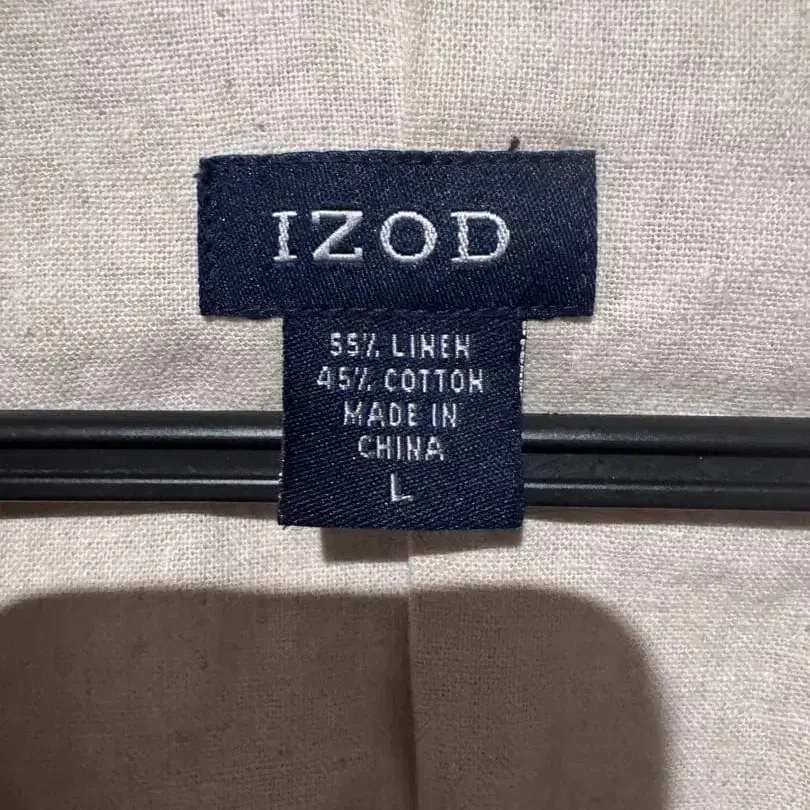 IZOD
55% LINEN
45% COTTON
MADE IN
CHINA
L